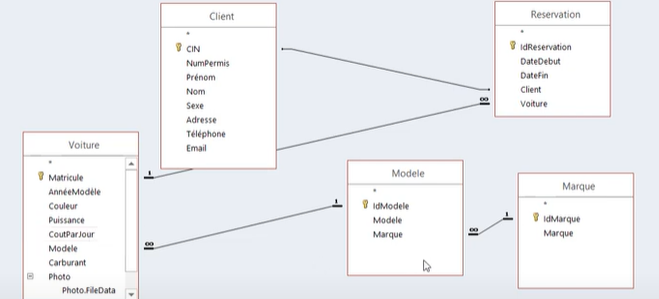 Client
*
CIN
NumPermis
Prénom
Nom
Sexe
Adresse
Téléphone
Email
Reservation
*
IdReservation
DateDebut
DateFin
Client
Voiture
Voiture
*
Matricule
AnnéeModèle
Couleur
Puissance
CoutParJour
Modele
Carburant
Photo
Photo.FileData
1
∞
∞
Modele
*
IdModele
Modele
Marque
1
∞
1
Marque
*
IdMarque
Marque